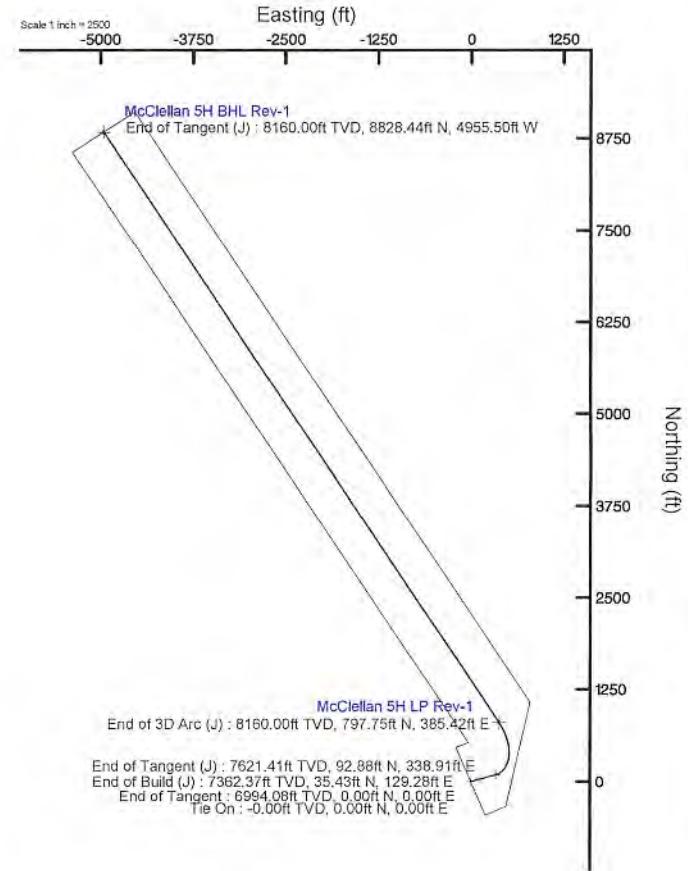 Easting (ft)
Scale 1 inch = 2500
-5000 -3750 -2500 -1250 0 1250
McClellan 5H BHL Rev-1
End of Tangent (J) : 8160.00ft TVD, 8828.44ft N, 4955.50ft W
8750
7500
6250
5000
Northing (ft)
3750
2500
1250
McClellan 5H LP Rev-1
End of 3D Arc (J) : 8160.00ft TVD, 797.75ft N, 385.42ft E
End of Tangent (J) : 7621.41ft TVD, 92.88ft N, 338.91ft E
End of Build (J) : 7362.37ft TVD, 35.43ft N, 129.28ft E
0
End of Tangent : 6994.08ft TVD, 0.00ft N, 0.00ft E
Tie On : -0.00ft TVD, 0.00ft N, 0.00ft E